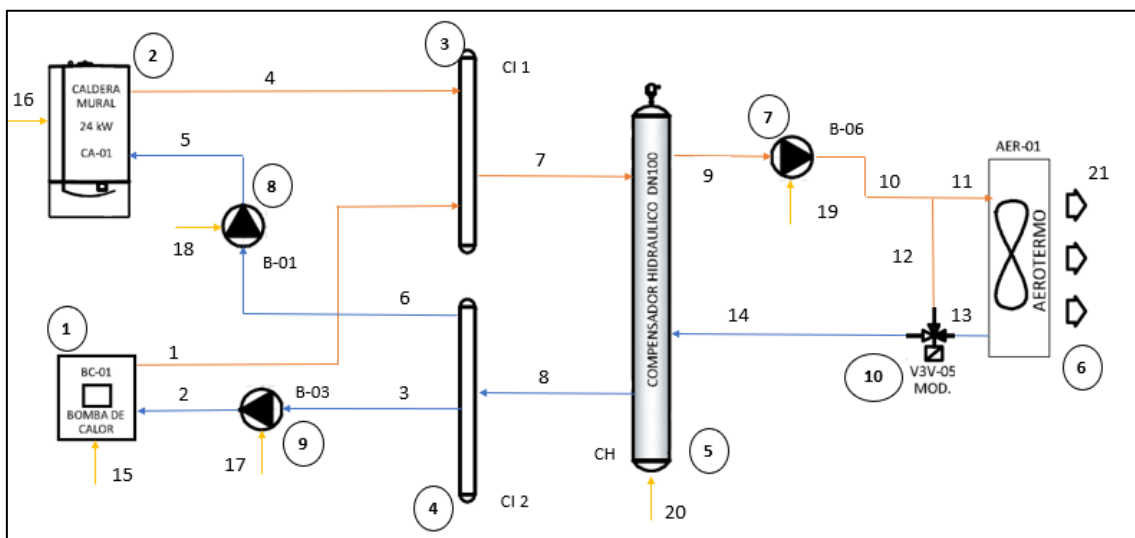 3
CI 1
2
4
CALDERA
MURAL
24 kW
CA-01
16
5
8
18
B-01
7
COMPENSADOR HIDRAULICO DN100
7
B-06
9
19
10
11
AER-01
21
AEROTERMO
12
13
14
10
V3V-05
MOD.
6
6
1
1
BC-01
BOMBA DE
CALOR
2
B-03
3
8
9
15
17
4
CI 2
CH
5
20